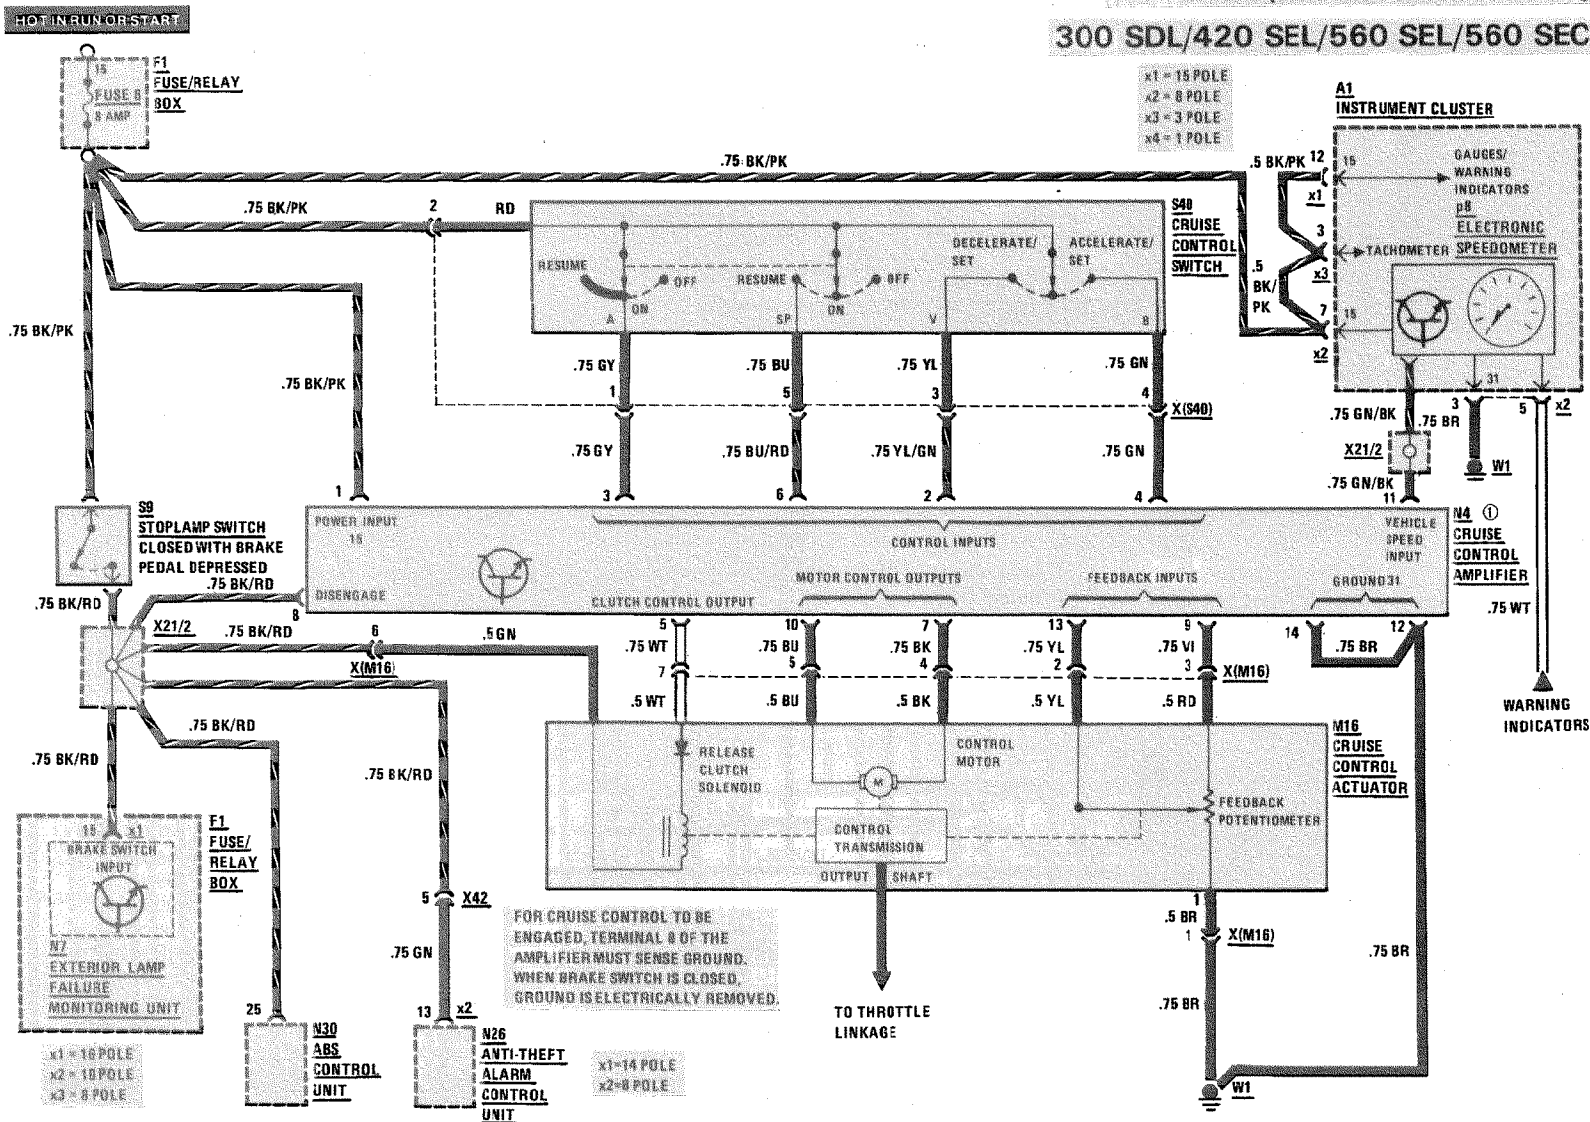 HOT IN RUN OR START
300 SDL/420 SEL/560 SEL/560 SEC
x1 = 15 POLE
x2 = 8 POLE
x3 = 3 POLE
x4 = 1 POLE
F1
FUSE/RELAY
BOX
15
FUSE 8
8 AMP
A1
INSTRUMENT CLUSTER
.75 BK/PK
.5 BK/PK
12
15
x1
GAUGES/
WARNING
INDICATORS
p8
ELECTRONIC
SPEEDOMETER
3
TACHOMETER
x3
.5
BK/
PK
7
15
x2
.75 BK/PK
2
RD
S40
CRUISE
CONTROL
SWITCH
DECELERATE/
SET
ACCELERATE/
SET
RESUME
OFF
ON
RESUME
OFF
ON
A
SP
V
B
.75 BK/PK
.75 BK/PK
.75 GY
.75 BU
.75 YL
.75 GN
1
5
3
4
X(S40)
.75 GY
.75 BU/RD
.75 YL/GN
.75 GN
31
3
5
x2
.75 GN/BK
.75 BR
X21/2
W1
.75 GN/BK
1
3
6
2
4
11
S9
STOPLAMP SWITCH
CLOSED WITH BRAKE
PEDAL DEPRESSED
POWER INPUT
15
CONTROL INPUTS
VEHICLE
SPEED
INPUT
N4 ①
CRUISE
CONTROL
AMPLIFIER
MOTOR CONTROL OUTPUTS
FEEDBACK INPUTS
GROUND 31
DISENGAGE
CLUTCH CONTROL OUTPUT
.75 BK/RD
.75 BK/RD
8
X21/2
.75 BK/RD
6
.5 GN
X(M16)
5
10
7
13
9
14
12
.75 WT
.75 BU
.75 BK
.75 YL
.75 VI
.75 BR
.75 WT
7
5
4
2
3
X(M16)
.5 WT
.5 BU
.5 BK
.5 YL
.5 RD
WARNING
INDICATORS
.75 BK/RD
.75 BK/RD
.75 BK/RD
RELEASE
CLUTCH
SOLENOID
CONTROL
MOTOR
M
M16
CRUISE
CONTROL
ACTUATOR
FEEDBACK
POTENTIOMETER
CONTROL
TRANSMISSION
OUTPUT
SHAFT
15
x1
BRAKE SWITCH
INPUT
F1
FUSE/
RELAY
BOX
N7
EXTERIOR LAMP
FAILURE
MONITORING UNIT
5
X42
.75 GN
FOR CRUISE CONTROL TO BE
ENGAGED, TERMINAL 8 OF THE
AMPLIFIER MUST SENSE GROUND.
WHEN BRAKE SWITCH IS CLOSED,
GROUND IS ELECTRICALLY REMOVED.
1
.5 BR
1
X(M16)
.75 BR
.75 BR
TO THROTTLE
LINKAGE
25
13
x2
N30
ABS
CONTROL
UNIT
N26
ANTI-THEFT
ALARM
CONTROL
UNIT
x1 = 16 POLE
x2 = 10 POLE
x3 = 8 POLE
x1=14 POLE
x2=8 POLE
W1